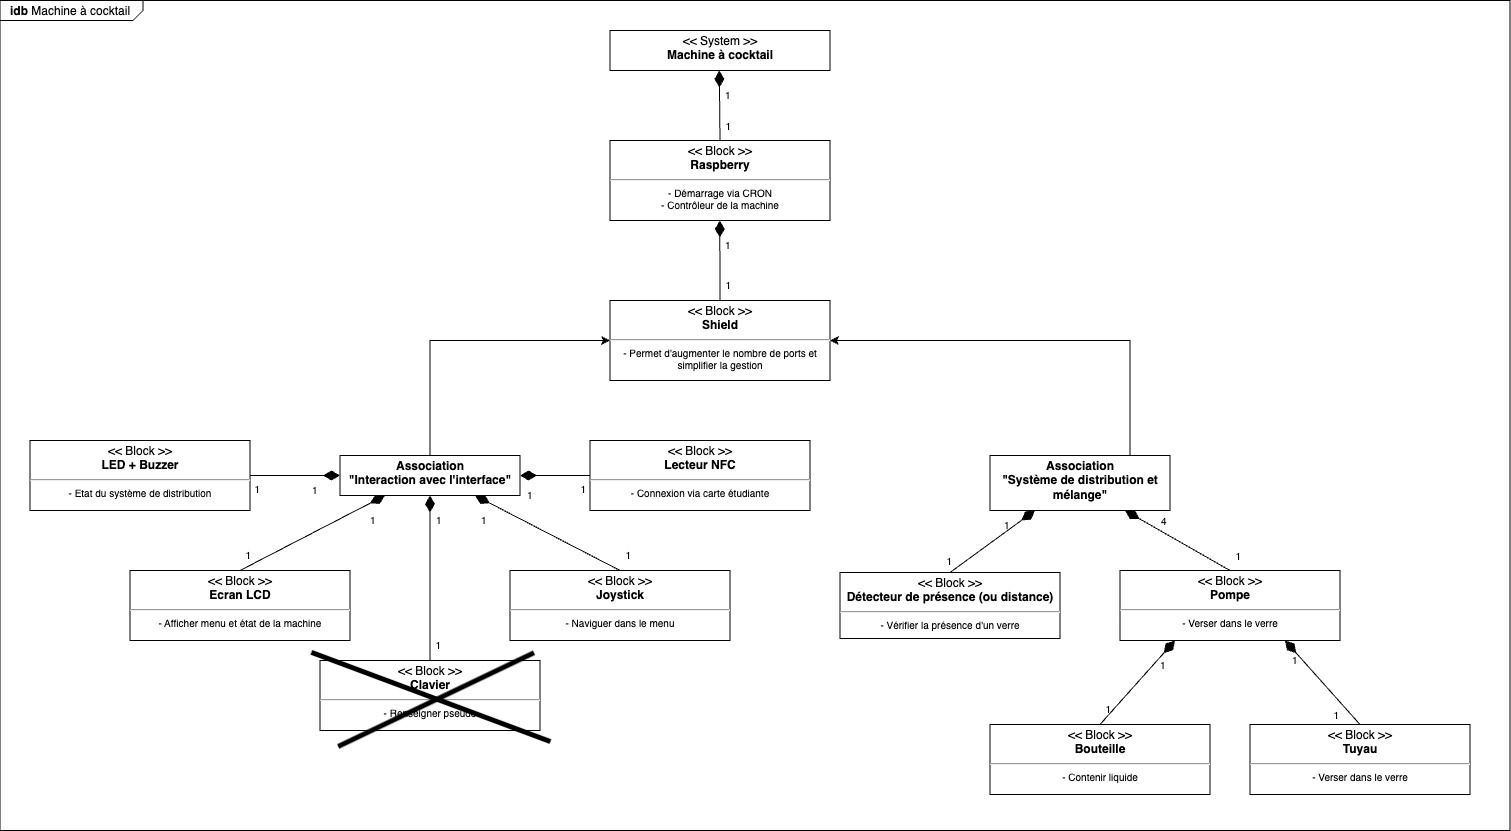 idb Machine à cocktail
<< System >>
Machine à cocktail
1
1
<< Block >>
Raspberry
- Démarrage via CRON
- Contrôleur de la machine
1
1
<< Block >>
Shield
- Permet d'augmenter le nombre de ports et
simplifier la gestion
<< Block >>
LED + Buzzer
- Etat du système de distribution
1
1
Association
"Interaction avec l'interface"
1
1
<< Block >>
Lecteur NFC
- Connexion via carte étudiante
Association
"Système de distribution et
mélange"
1
1
1
1
4
1
1
1
1
<< Block >>
Ecran LCD
- Afficher menu et état de la machine
<< Block >>
Joystick
- Naviguer dans le menu
<< Block >>
Détecteur de présence (ou distance)
- Vérifier la présence d'un verre
<< Block >>
Pompe
- Verser dans le verre
1
<< Block >>
Clavier
- Renseigner pseudo
1
1
1
1
<< Block >>
Bouteille
- Contenir liquide
<< Block >>
Tuyau
- Verser dans le verre